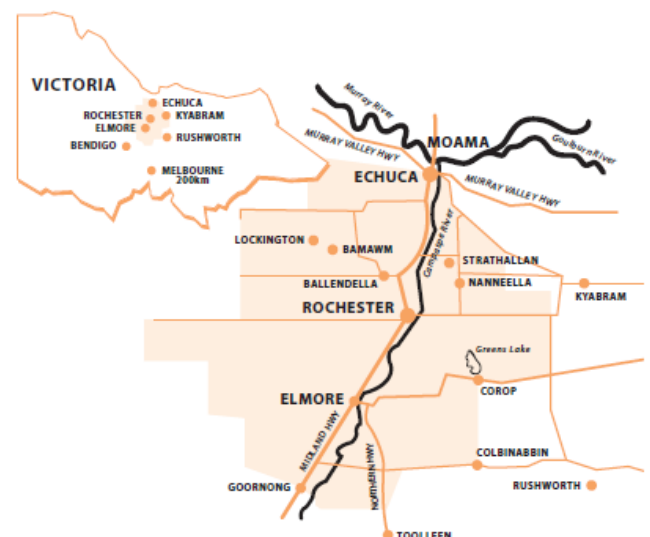 VICTORIA
ECHUCA
ROCHESTER
KYABRAM
ELMORE
RUSHWORTH
BENDIGO
MELBOURNE
200km
Murray River
MURRAY VALLEY HWY
MOAMA
Goulburn River
ECHUCA
MURRAY VALLEY HWY
Campaspe River
LOCKINGTON
BAMAWM
STRATHALLAN
BALLENDELLA
NANNEELLA
KYABRAM
ROCHESTER
Greens Lake
ELMORE
COROP
MIDLAND HWY
NORTHERN HWY
COLBINABBIN
GOORNONG
RUSHWORTH
TOOLLEEN